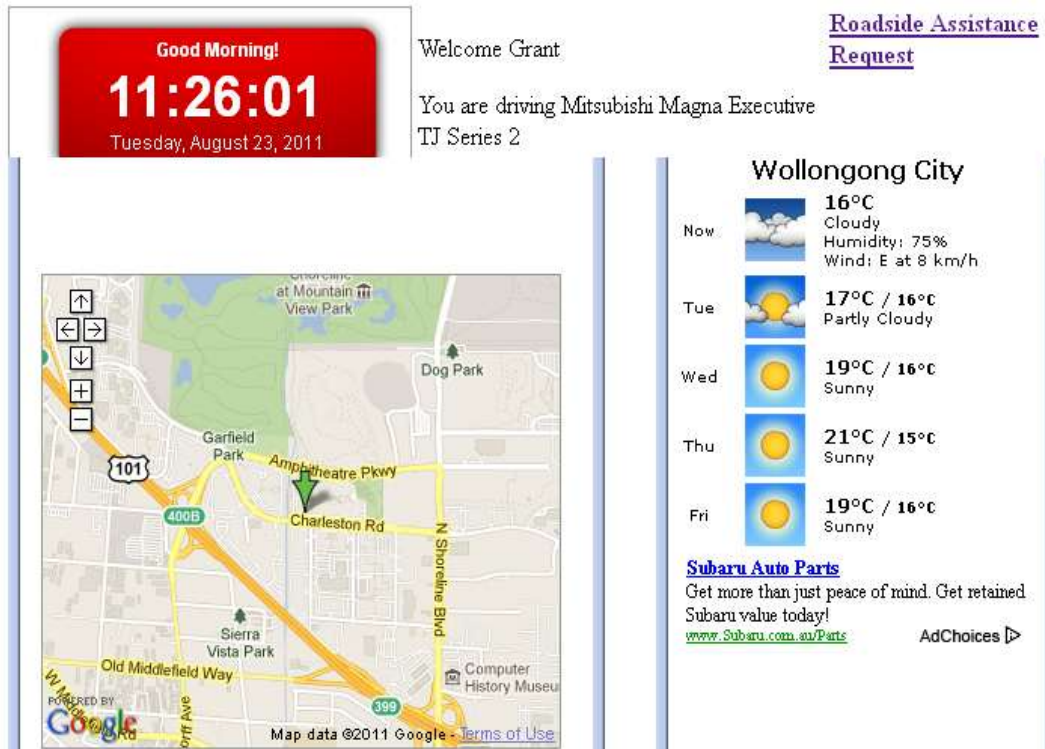 Good Morning!
11:26:01
Tuesday, August 23, 2011
Welcome Grant
You are driving Mitsubishi Magna Executive
TJ Series 2
Roadside Assistance
Request
Shoreline
at Mountain
View Park
Dog Park
Garfield
Park
101
Amphitheatre Pkwy
400B
Charleston Rd
N Shoreline Blvd
Sierra
Vista Park
Old Middlefield Way
Computer
History Museu
399
POWERED BY
Google
Map data ©2011 Google - Terms of Use
Wollongong City
Now
16°C
Cloudy
Humidity: 75%
Wind: E at 8 km/h
Tue
17°C / 16°C
Partly Cloudy
Wed
19°C / 16°C
Sunny
Thu
21°C / 15°C
Sunny
Fri
19°C / 16°C
Sunny
Subaru Auto Parts
Get more than just peace of mind. Get retained
Subaru value today!
www.Subaru.com.au/Parts
AdChoices